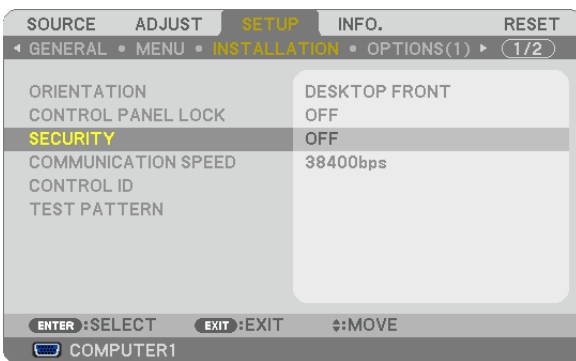 SOURCE ADJUST SETUP INFO. RESET
◀ GENERAL • MENU • INSTALLATION • OPTIONS(1) ▶ (1/2)
ORIENTATION DESKTOP FRONT
CONTROL PANEL LOCK OFF
SECURITY OFF
COMMUNICATION SPEED 38400bps
CONTROL ID
TEST PATTERN
ENTER :SELECT EXIT :EXIT ⬍:MOVE
COMPUTER1